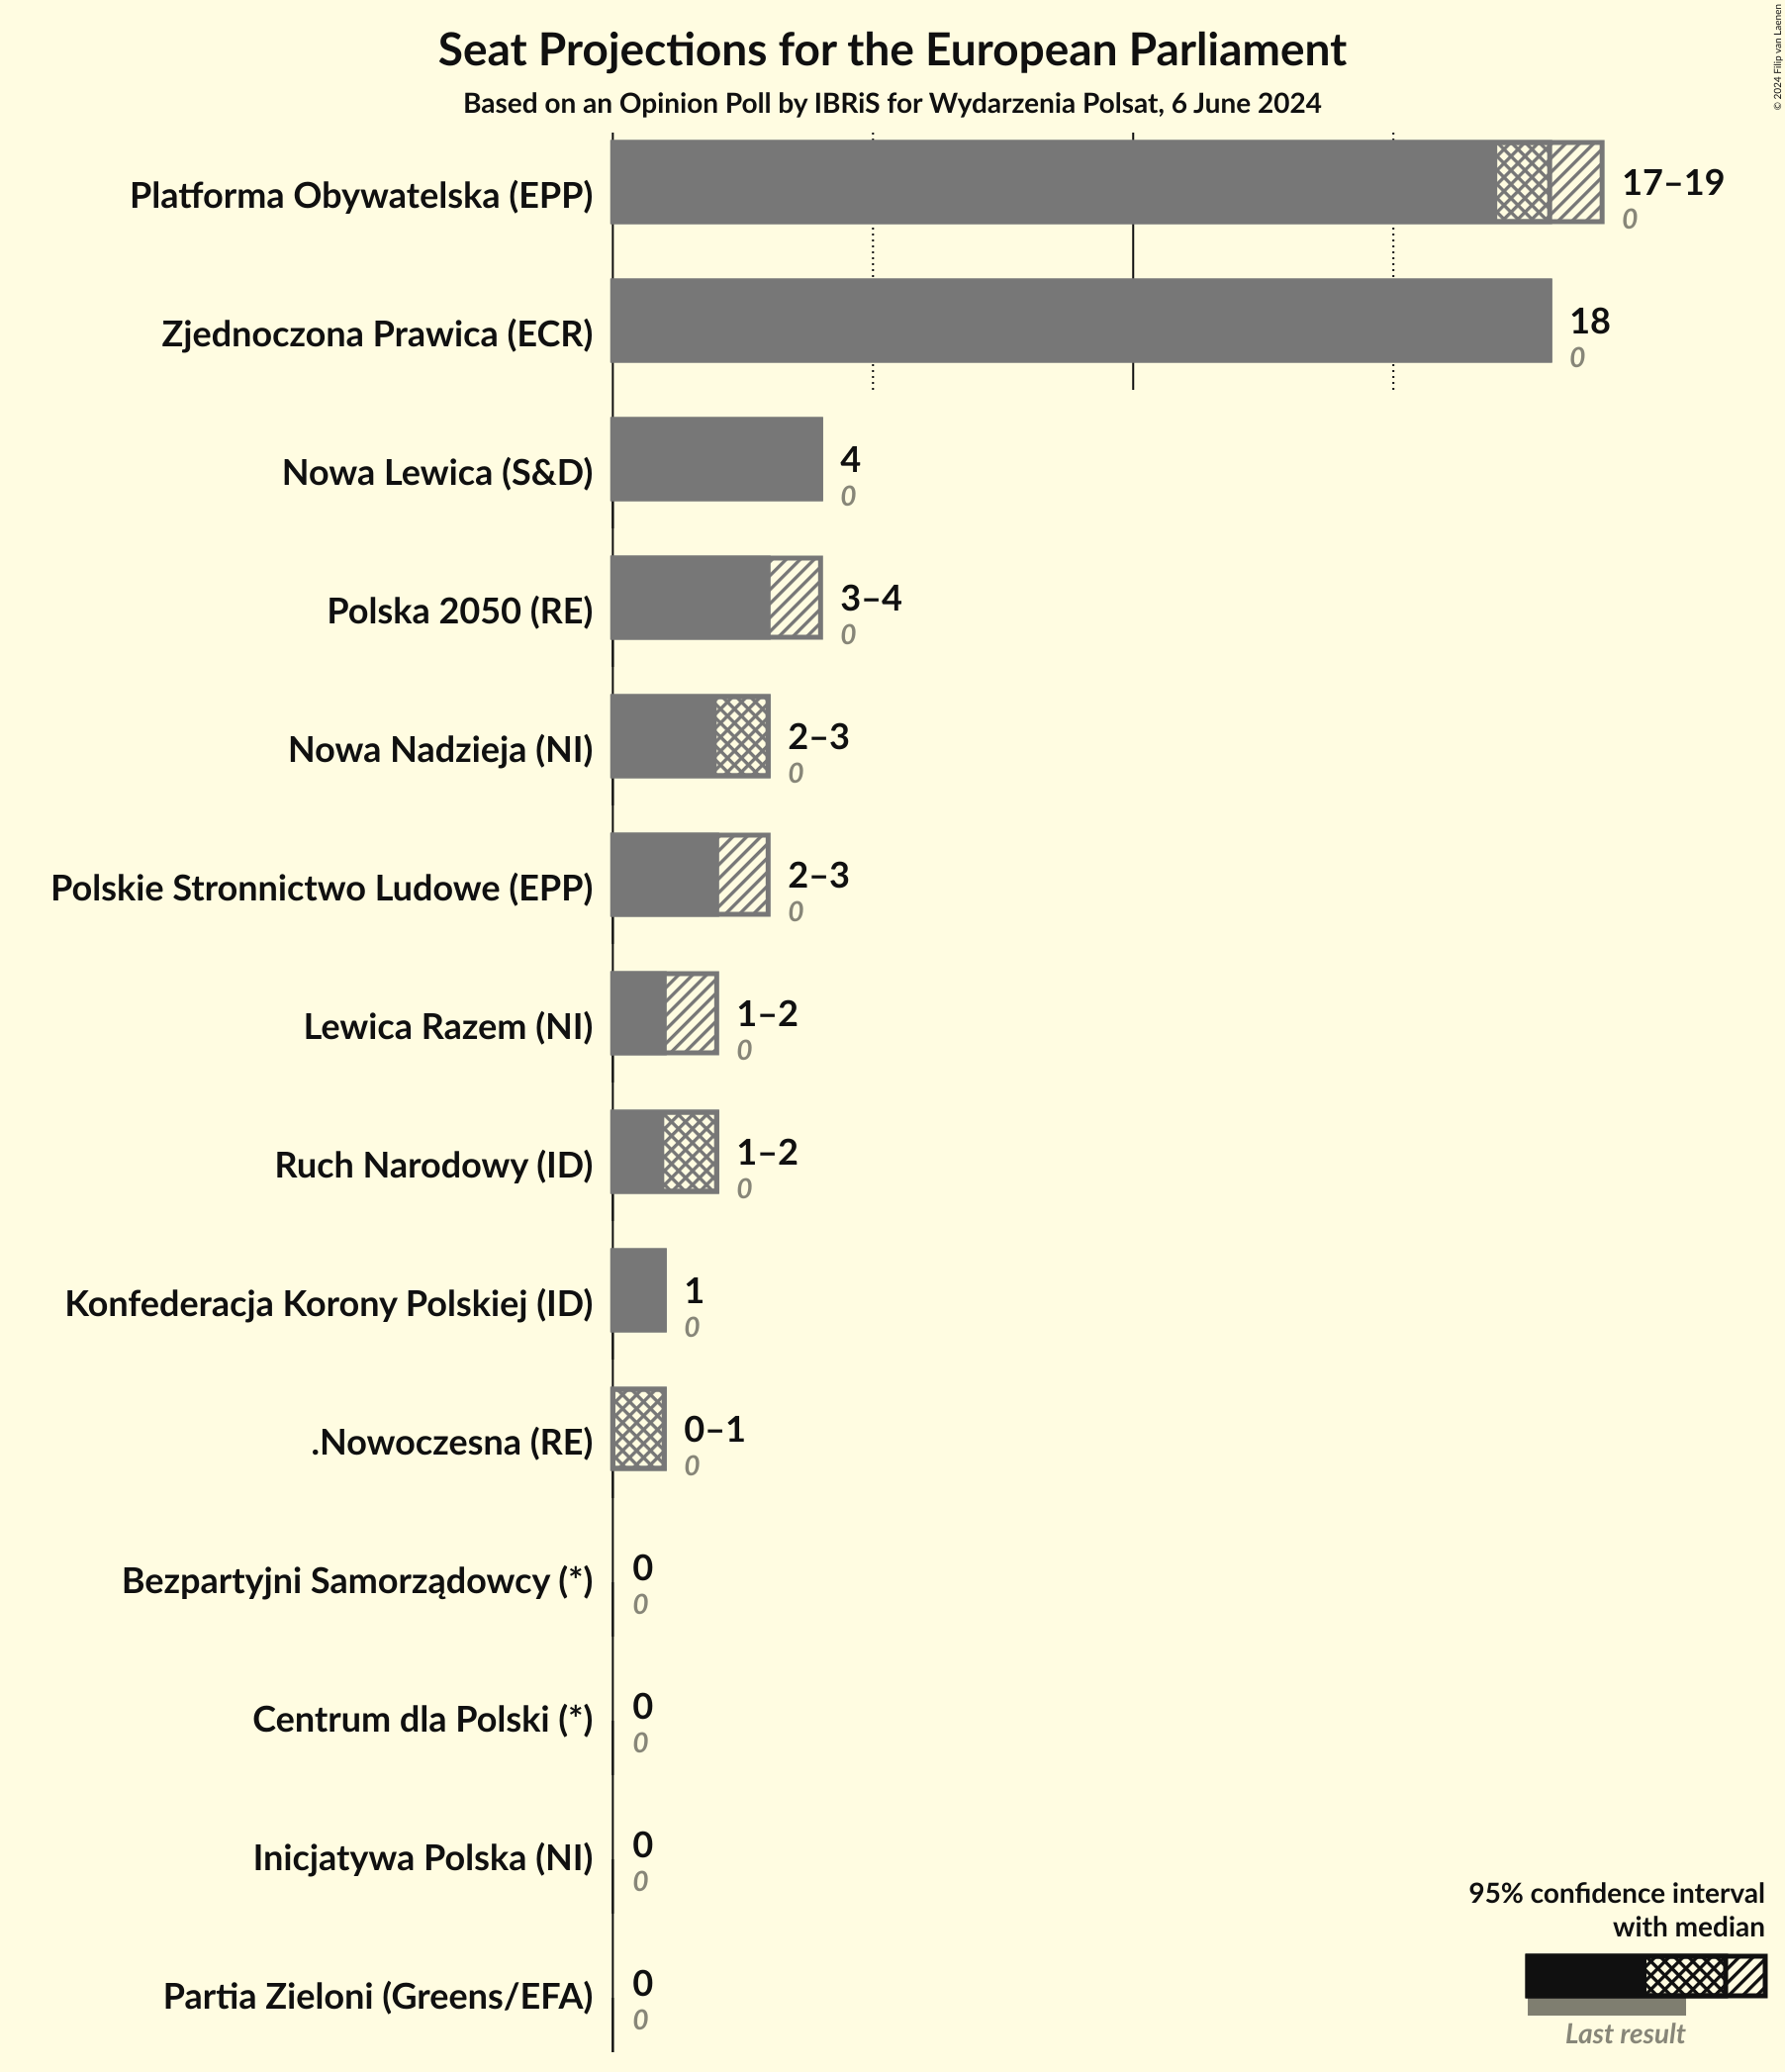 Seat Projections for the European Parliament
Based on an Opinion Poll by IBRiS for Wydarzenia Polsat, 6 June 2024
© 2024 Filip van Laenen
Platforma Obywatelska (EPP)
17–19
0
Zjednoczona Prawica (ECR)
18
0
Nowa Lewica (S&D)
4
0
Polska 2050 (RE)
3–4
0
Nowa Nadzieja (NI)
2–3
0
Polskie Stronnictwo Ludowe (EPP)
2–3
0
Lewica Razem (NI)
1–2
0
Ruch Narodowy (ID)
1–2
0
Konfederacja Korony Polskiej (ID)
1
0
.Nowoczesna (RE)
0–1
0
Bezpartyjni Samorządowcy (*)
0
0
Centrum dla Polski (*)
0
0
Inicjatywa Polska (NI)
0
0
Partia Zieloni (Greens/EFA)
0
0
95% confidence interval
with median
Last result